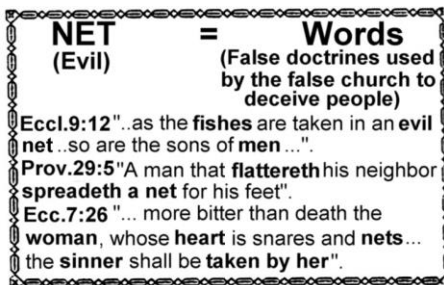 NET = Words
(Evil) (False doctrines used
by the false church to
deceive people)
Eccl.9:12"..as the fishes are taken in an evil
net..so are the sons of men ...".
Prov.29:5"A man that flattereth his neighbor
spreadeth a net for his feet".
Ecc.7:26 "... more bitter than death the
woman, whose heart is snares and nets...
the sinner shall be taken by her".